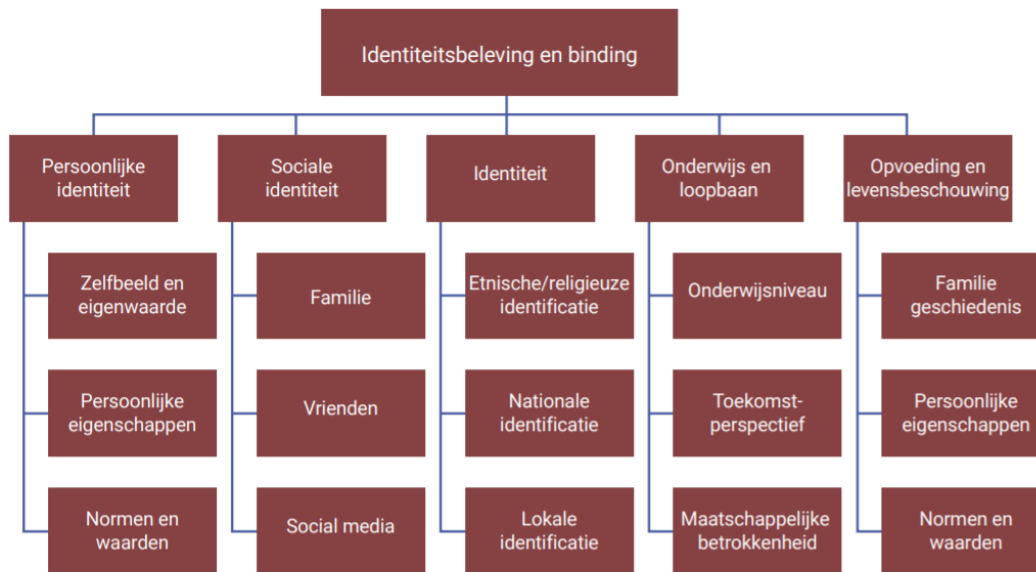 Identiteitsbeleving en binding
Persoonlijke
identiteit
Sociale
identiteit
Identiteit
Onderwijs en
loopbaan
Opvoeding en
levensbeschouwing
Zelfbeeld en
eigenwaarde
Familie
Etnische/religieuze
identificatie
Onderwijsniveau
Familie
geschiedenis
Persoonlijke
eigenschappen
Vrienden
Nationale
identificatie
Toekomst-
perspectief
Persoonlijke
eigenschappen
Normen en
waarden
Social media
Lokale
identificatie
Maatschappelijke
betrokkenheid
Normen en
waarden